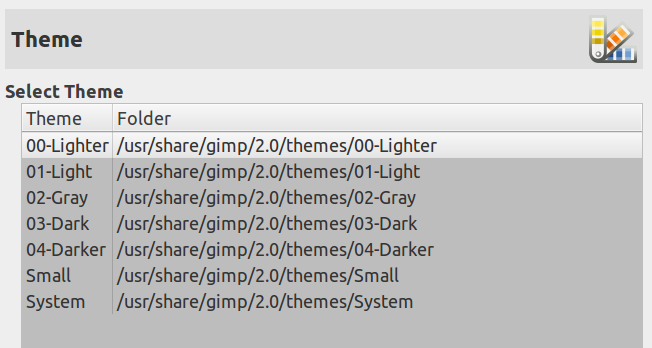 Theme
Select Theme
Theme Folder
00-Lighter /usr/share/gimp/2.0/themes/00-Lighter
01-Light /usr/share/gimp/2.0/themes/01-Light
02-Gray /usr/share/gimp/2.0/themes/02-Gray
03-Dark /usr/share/gimp/2.0/themes/03-Dark
04-Darker /usr/share/gimp/2.0/themes/04-Darker
Small /usr/share/gimp/2.0/themes/Small
System /usr/share/gimp/2.0/themes/System